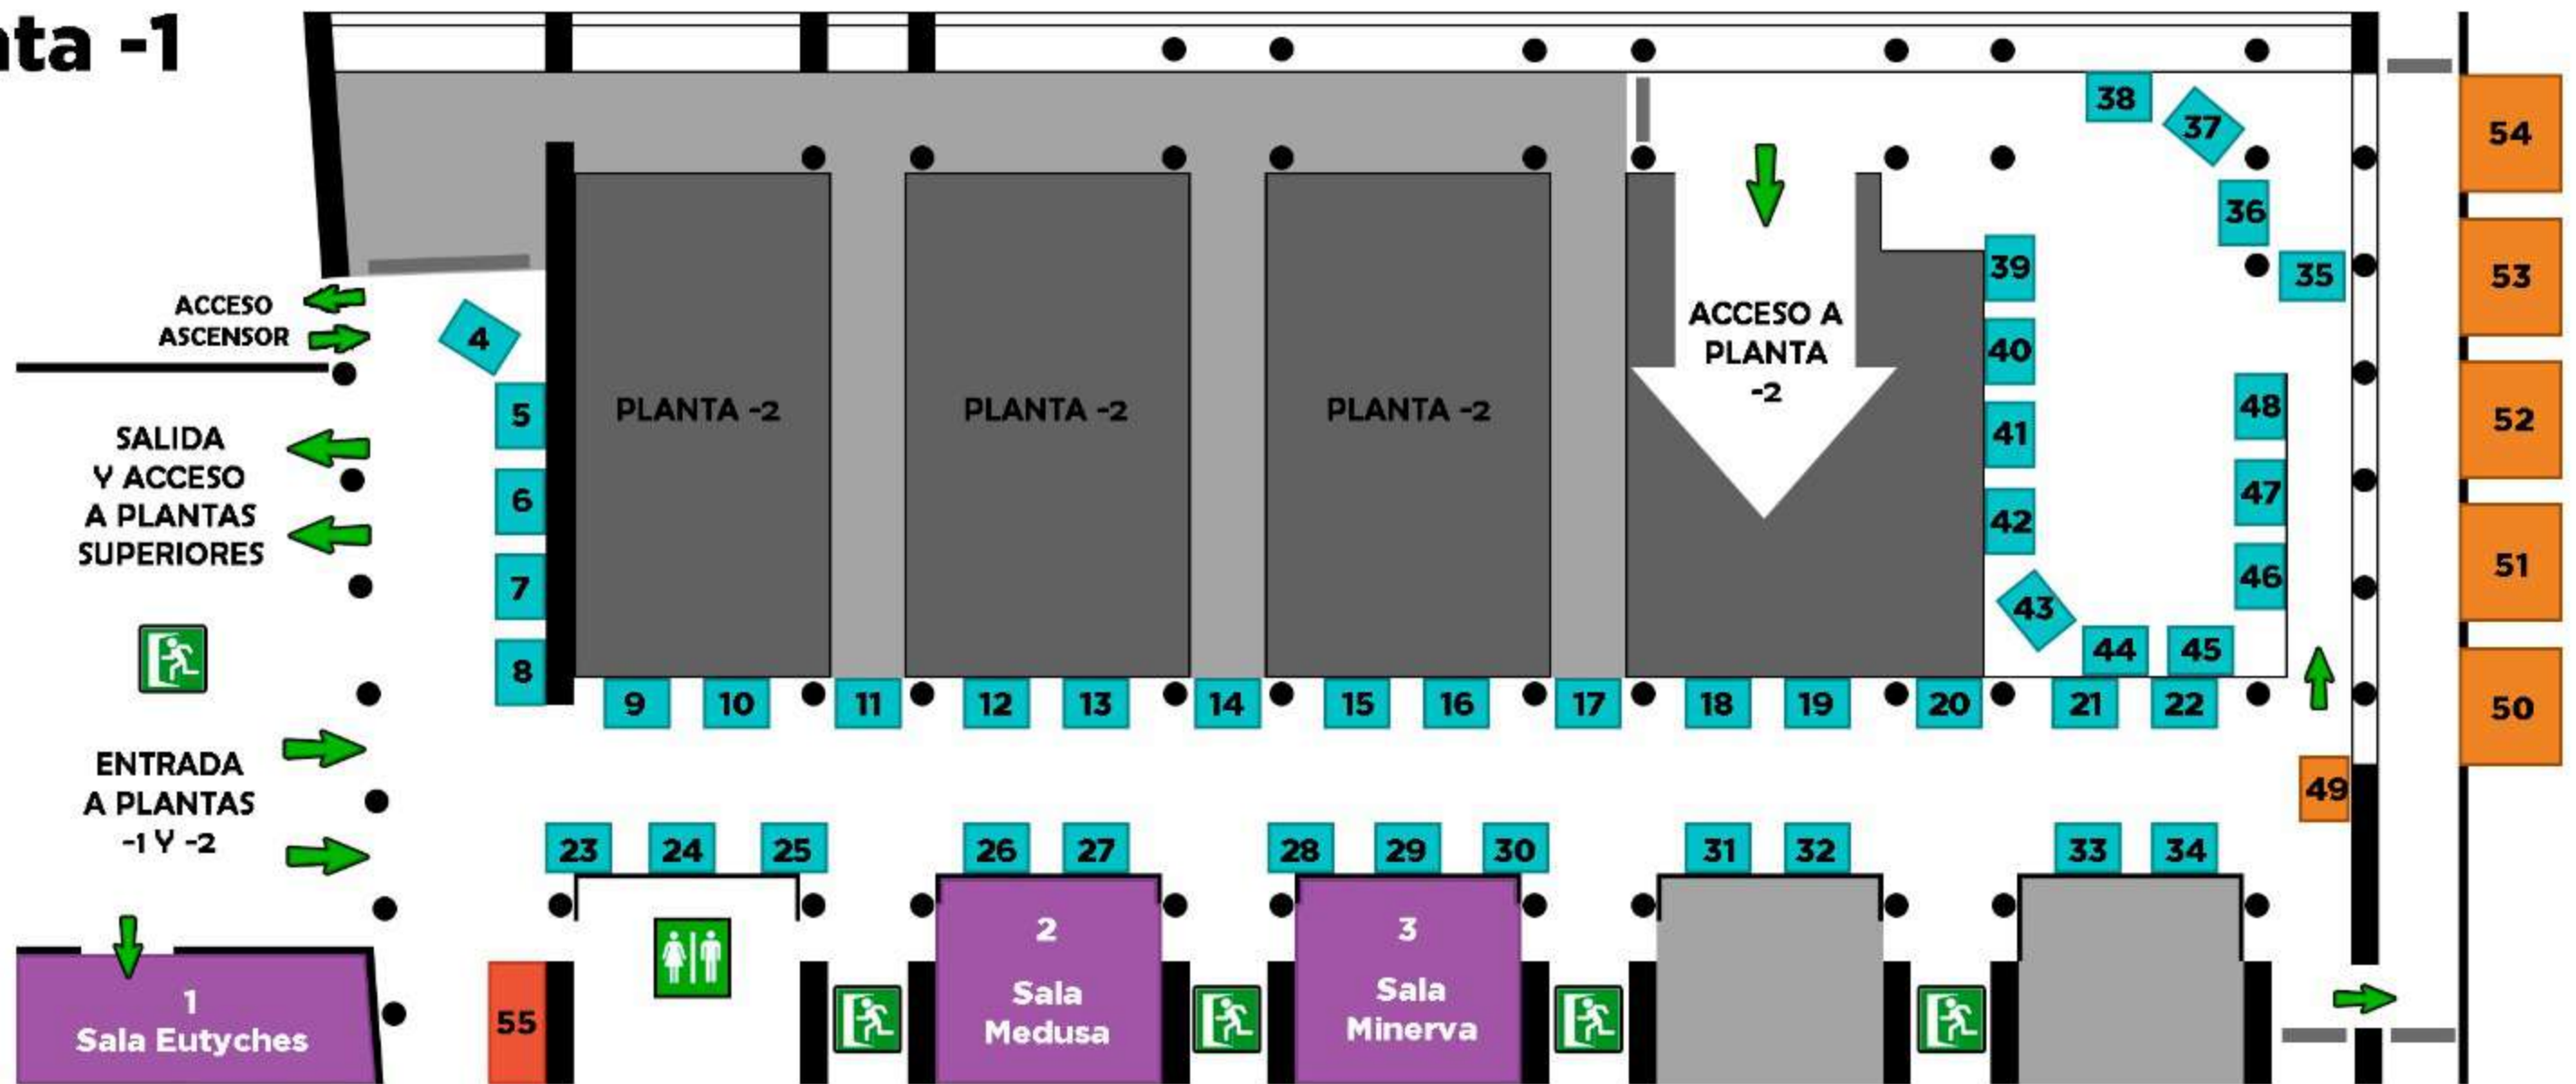 nta -1
38
37
54
36
53
35
39
ACCESO
ASCENSOR
4
ACCESO A
PLANTA
-2
40
52
5
PLANTA -2
PLANTA -2
PLANTA -2
41
48
SALIDA
Y ACCESO
A PLANTAS
SUPERIORES
6
42
47
51
7
43
46
8
44
45
9
10
11
12
13
14
15
16
17
18
19
20
21
22
50
ENTRADA
A PLANTAS
-1 Y -2
49
23
24
25
26
27
28
29
30
31
32
33
34
1
Sala Eutyches
55
2
Sala
Medusa
3
Sala
Minerva